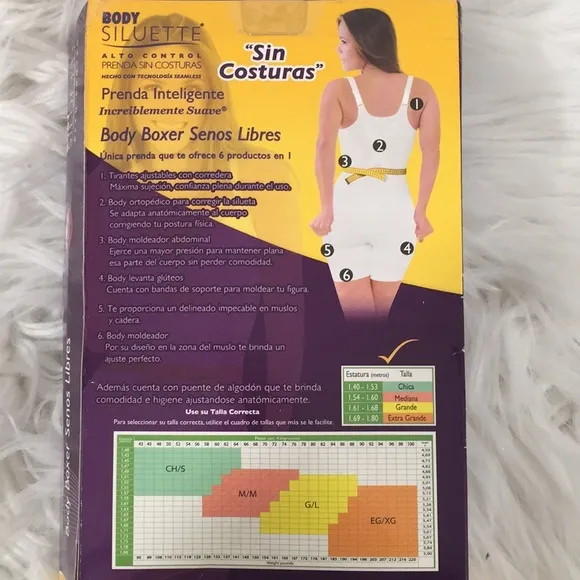 BODY
SILUETTE®
ALTO CONTROL
PRENDA SIN COSTURAS
HECHO CON TECNOLOGÍA SEAMLESS
"Sin
Costuras"
Prenda Inteligente
Increíblemente Suave®
Body Boxer Senos Libres
Única prenda que te ofrece 6 productos en 1
1. Tirantes ajustables con corredera
Máxima sujeción, confianza plena durante el uso.
2. Body ortopédico para corregir la silueta
Se adapta anatómicamente al cuerpo
corrigiendo tu postura física.
3. Body moldeador abdominal
Ejerce una mayor presión para mantener plana
esa parte del cuerpo sin perder comodidad.
4. Body levanta glúteos
Cuenta con bandas de soporte para moldear tu figura.
5. Te proporciona un delineado impecable en muslos
y cadera.
6. Body moldeador
Por su diseño en la zona del muslo te brinda un
ajuste perfecto.
1
2
3
4
5
6
Además cuenta con puente de algodón que te brinda
comodidad e higiene ajustandose anatómicamente.
Use su Talla Correcta
Para seleccionar su talla correcta, utilice el cuadro de tallas que más se le facilite.
Estatura (metros) Talla
1.40 - 1.53 Chica
1.54 - 1.60 Mediana
1.61 - 1.68 Grande
1.69 - 1.80 Extra Grande
CH/S
M/M
G/L
EG/XG
Weight pounds
Body Boxer Senos Libres